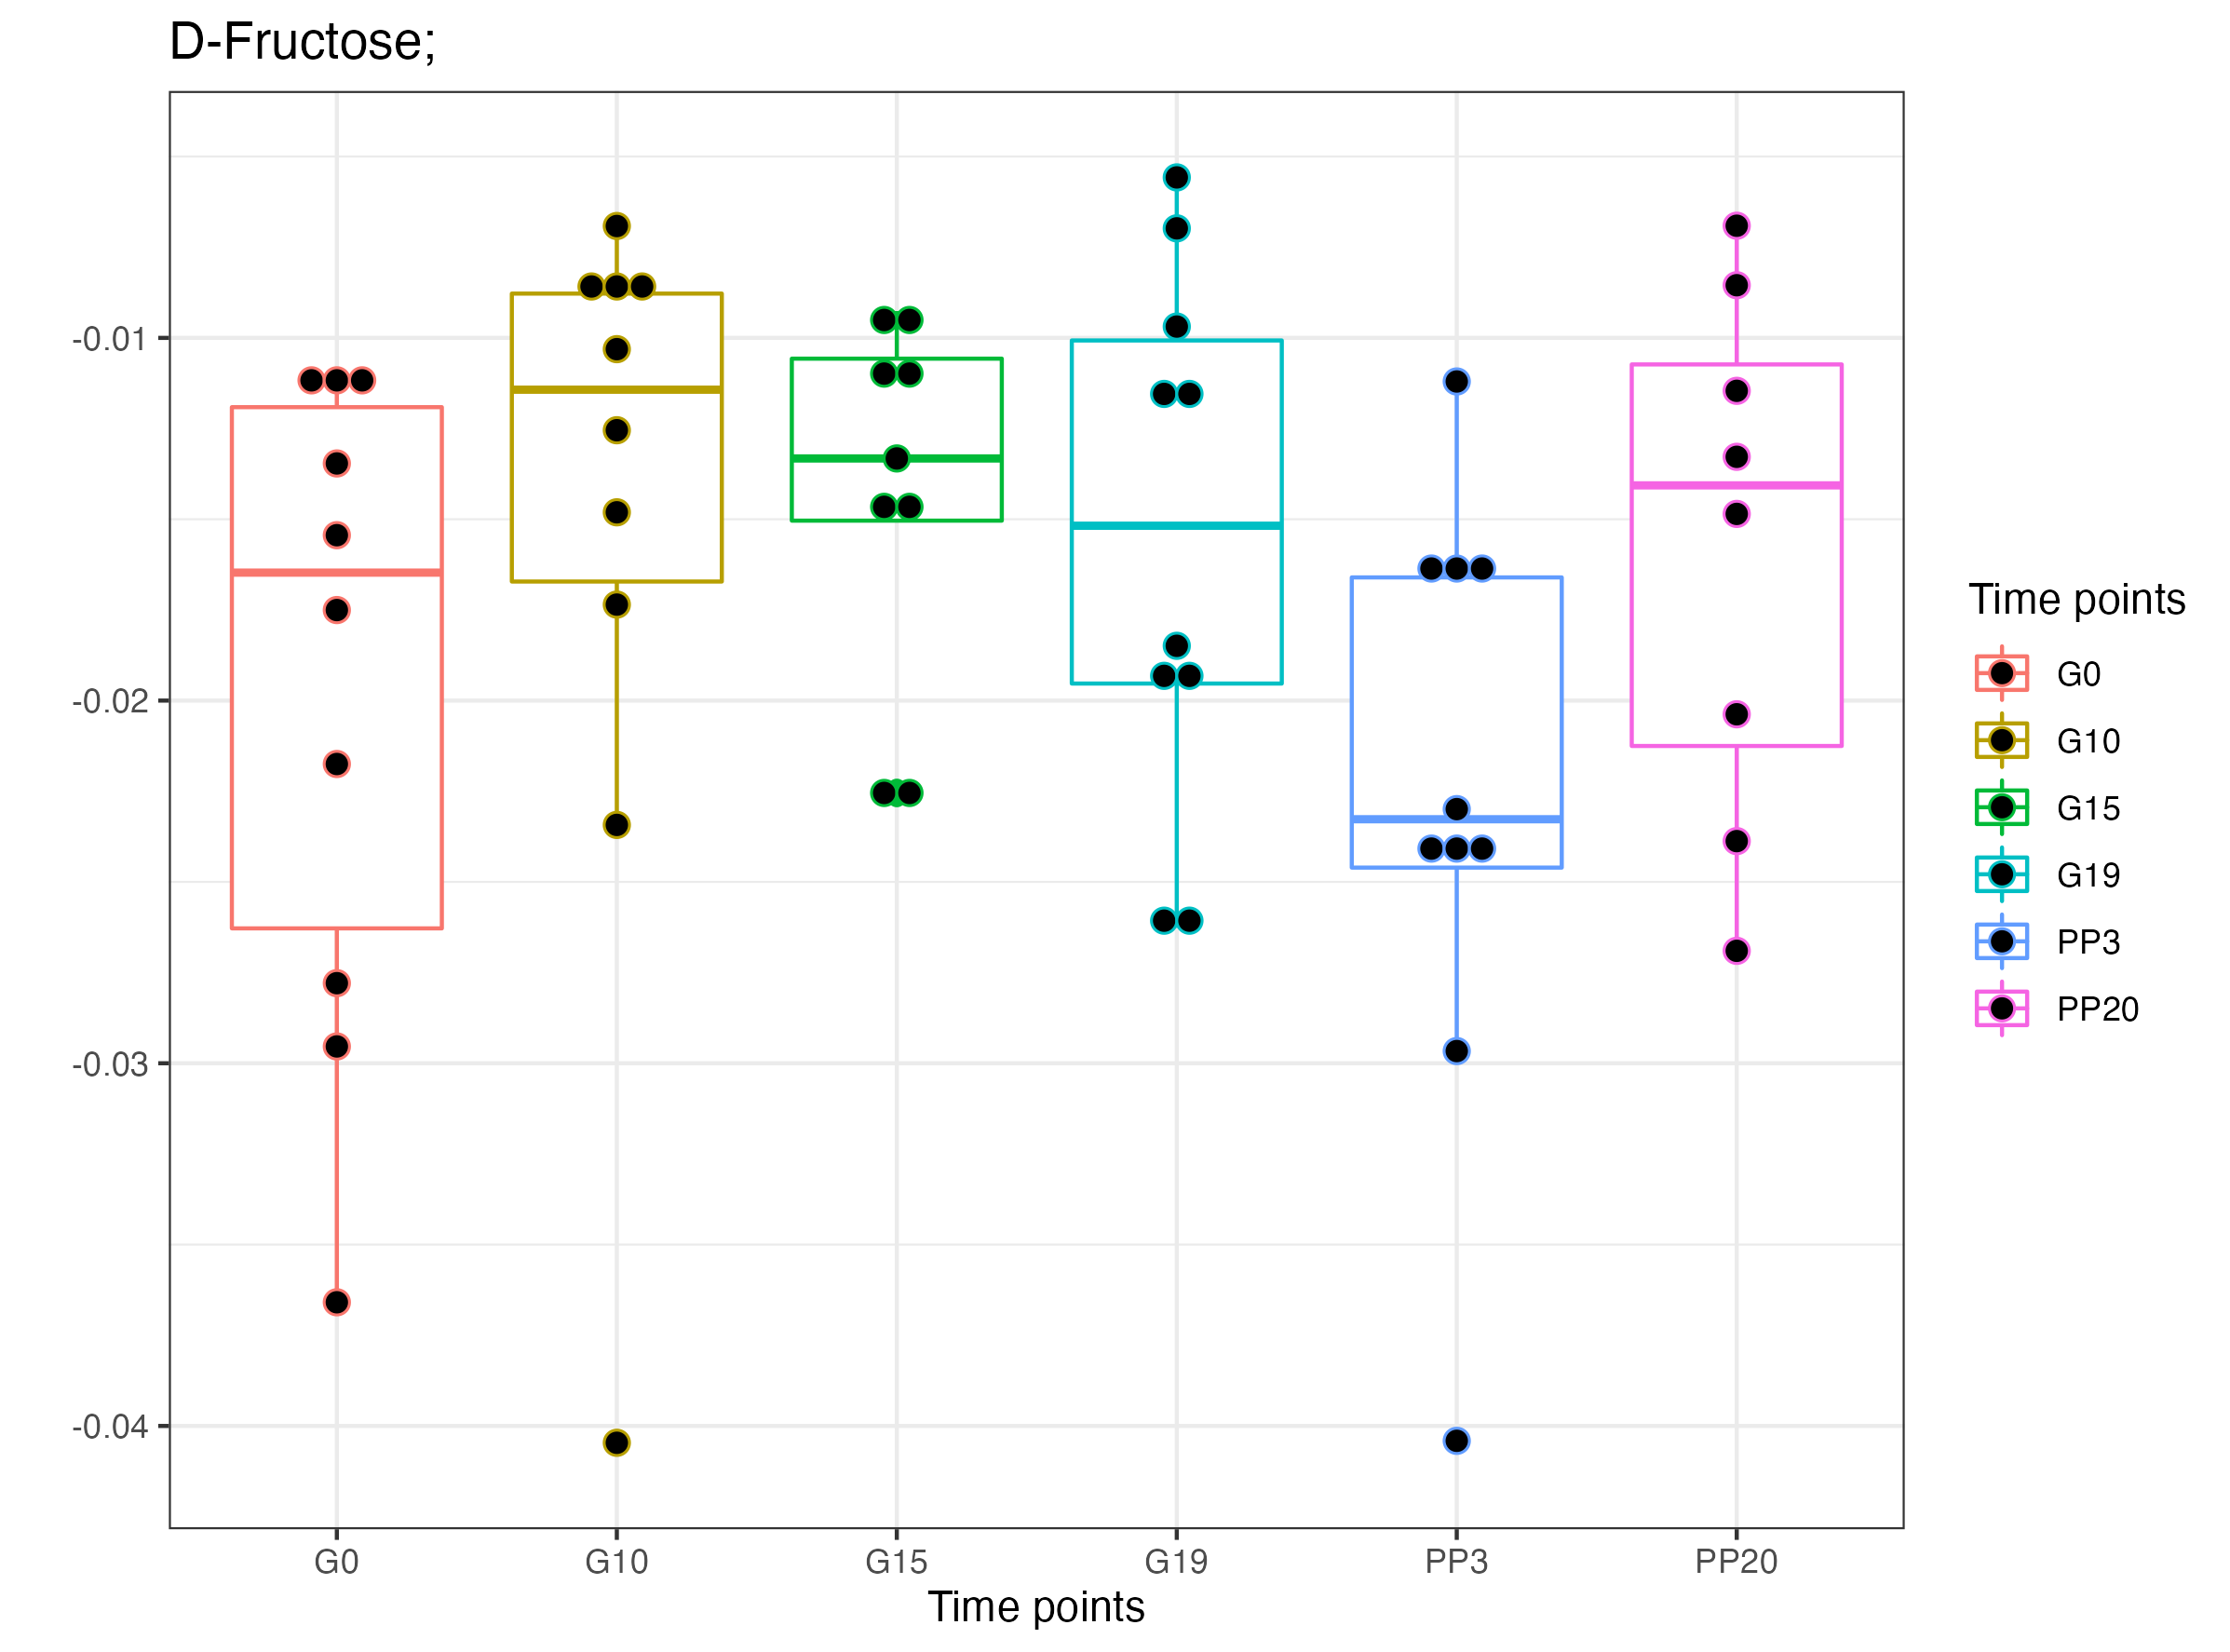 D-Fructose;
-0.01
-0.02
-0.03
-0.04
G0 G10 G15 G19 PP3 PP20
Time points
Time points
G0
G10
G15
G19
PP3
PP20